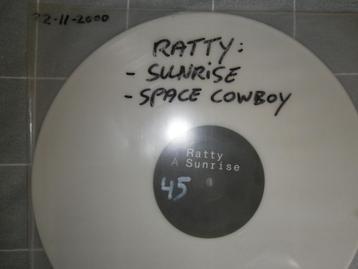 22-11-2000
RATTY:
- SUNRISE
- SPACE COWBOY
Ratty
A Sunrise
45